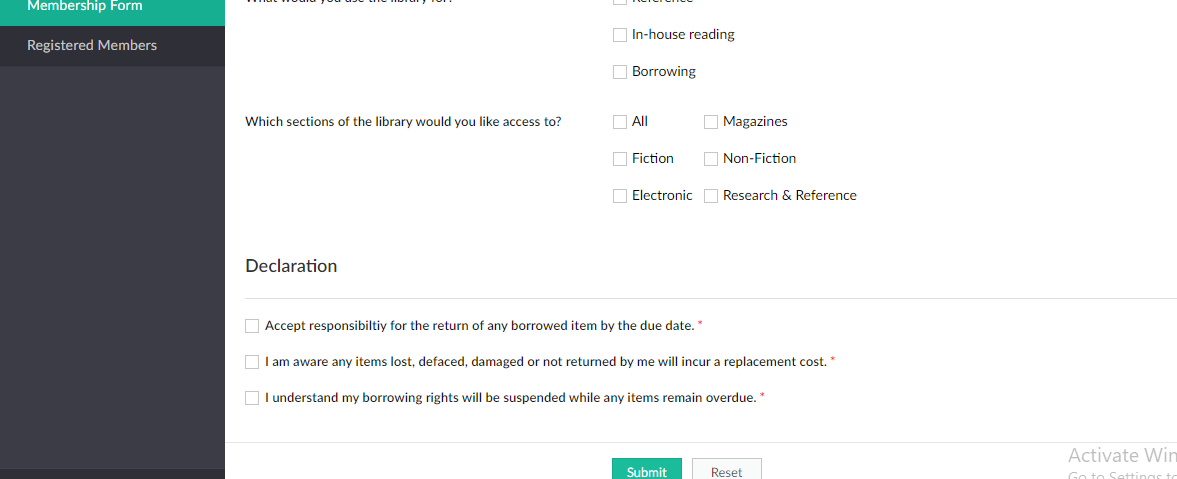 Membership Form
Registered Members
What would you use the library for?
Reference
In-house reading
Borrowing
Which sections of the library would you like access to?
All
Magazines
Fiction
Non-Fiction
Electronic
Research & Reference
Declaration
Accept responsibiltiy for the return of any borrowed item by the due date. *
I am aware any items lost, defaced, damaged or not returned by me will incur a replacement cost. *
I understand my borrowing rights will be suspended while any items remain overdue. *
Submit
Reset
Activate Win
Go to Settings to